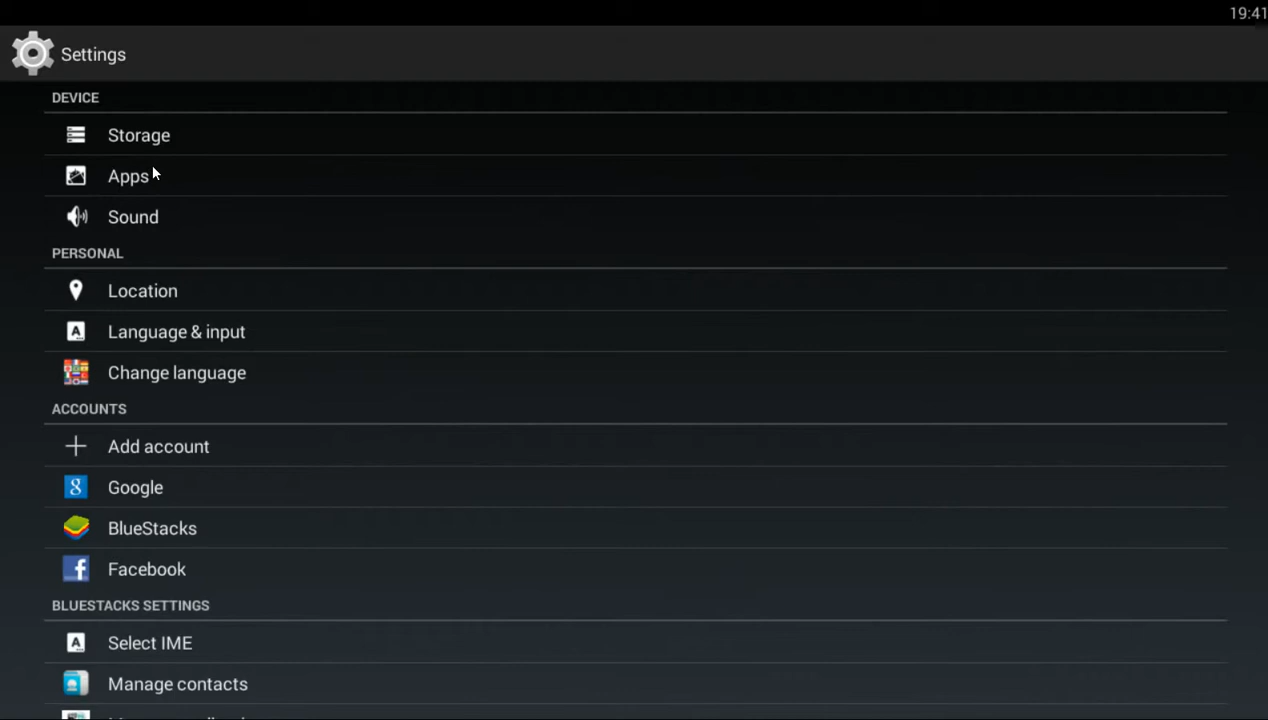 19:41
Settings
DEVICE
Storage
Apps
Sound
PERSONAL
Location
Language & input
Change language
ACCOUNTS
Add account
Google
BlueStacks
Facebook
BLUESTACKS SETTINGS
Select IME
Manage contacts